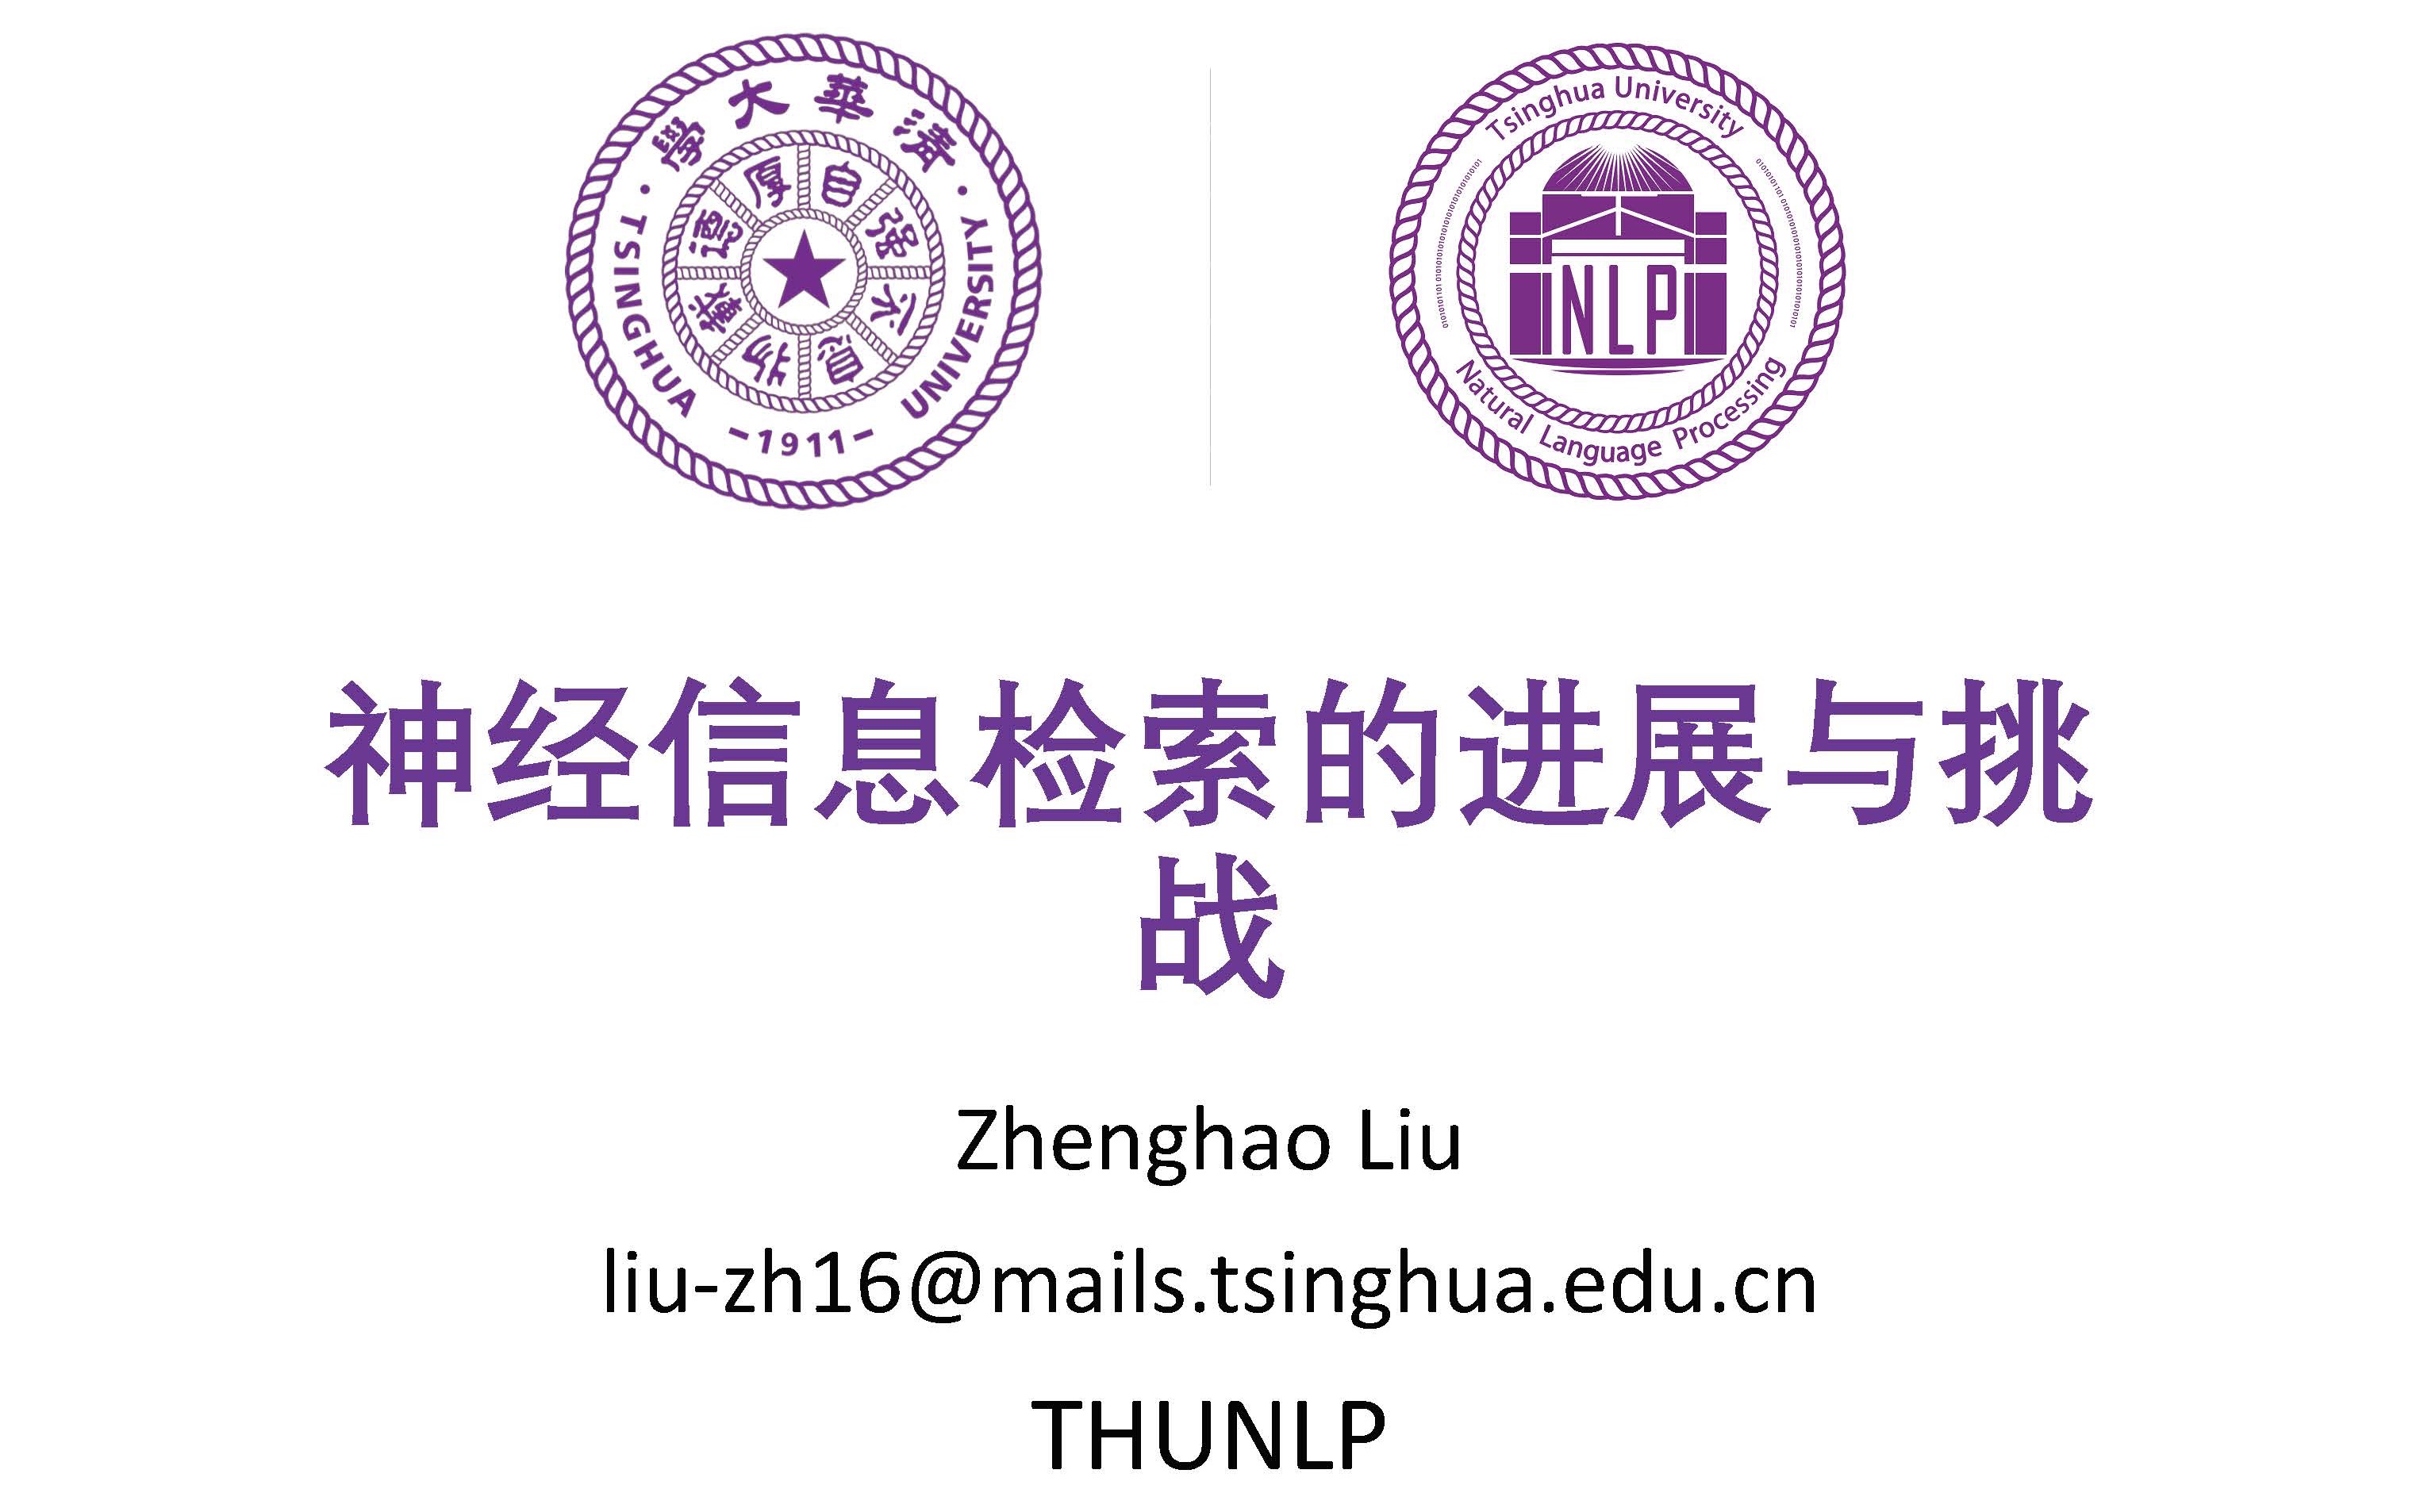 清華大學
TSINGHUA UNIVERSITY
-1911-
自強不息
厚德載物
Tsinghua University
NLP
Natural Language Processing
神经信息检索的进展与挑
战
Zhenghao Liu
liu-zh16@mails.tsinghua.edu.cn
THUNLP